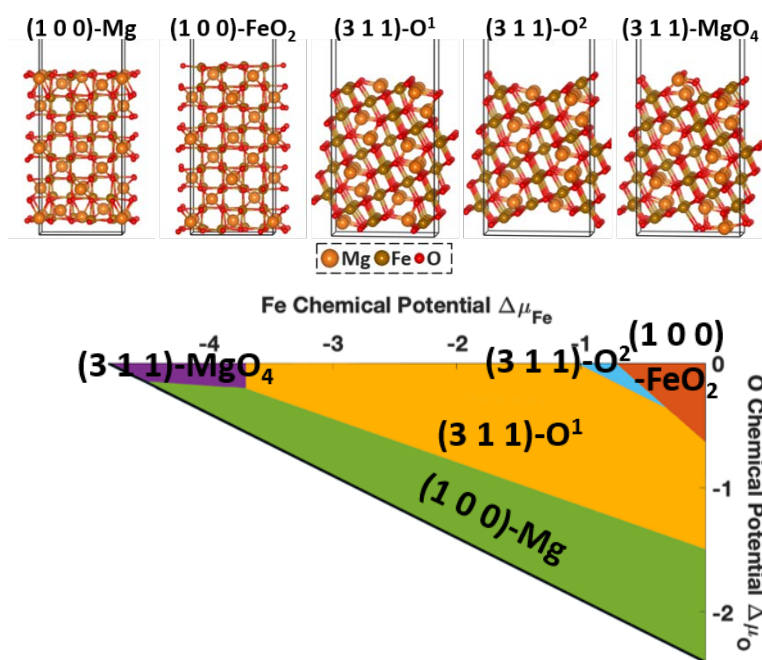 (1 0 0)-Mg (1 0 0)-FeO₂ (3 1 1)-O¹ (3 1 1)-O² (3 1 1)-MgO₄
Mg Fe O
Fe Chemical Potential Δμ_Fe
-4 -3 -2 -1 0
(3 1 1)-MgO₄
(3 1 1)-O²
(1 0 0)
-FeO₂
(3 1 1)-O¹
(1 0 0)-Mg
-1
-2
O Chemical Potential Δμ_O